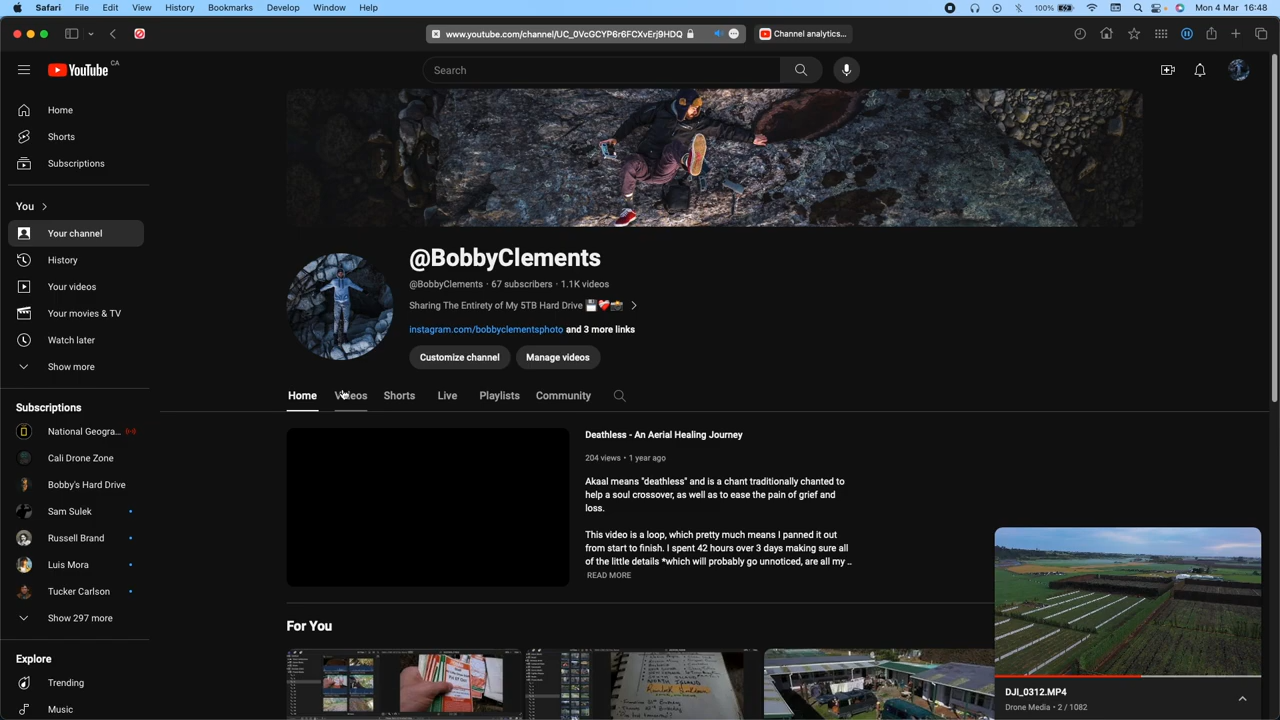 Safari File Edit View History Bookmarks Develop Window Help
100% Mon 4 Mar 16:48
www.youtube.com/channel/UC_0VcGCYP6r6FCXvErj9HDQ
Channel analytics...
YouTube CA
Search
Home
Shorts
Subscriptions
You
Your channel
History
Your videos
Your movies & TV
Watch later
Show more
Subscriptions
National Geogra...
Cali Drone Zone
Bobby's Hard Drive
Sam Sulek
Russell Brand
Luis Mora
Tucker Carlson
Show 297 more
Explore
Trending
Music
@BobbyClements
@BobbyClements • 67 subscribers • 1.1K videos
Sharing The Entirety of My 5TB Hard Drive 💾❤️‍🩹📸
instagram.com/bobbyclementsphoto and 3 more links
Customize channel Manage videos
Home Videos Shorts Live Playlists Community
Deathless - An Aerial Healing Journey
204 views • 1 year ago
Akaal means "deathless" and is a chant traditionally chanted to
help a soul crossover, as well as to ease the pain of grief and
loss.
This video is a loop, which pretty much means I panned it out
from start to finish. I spent 42 hours over 3 days making sure all
of the little details *which will probably go unnoticed, are all my ..
READ MORE
For You
DJI_0312.MP4
Drone Media • 2 / 1082